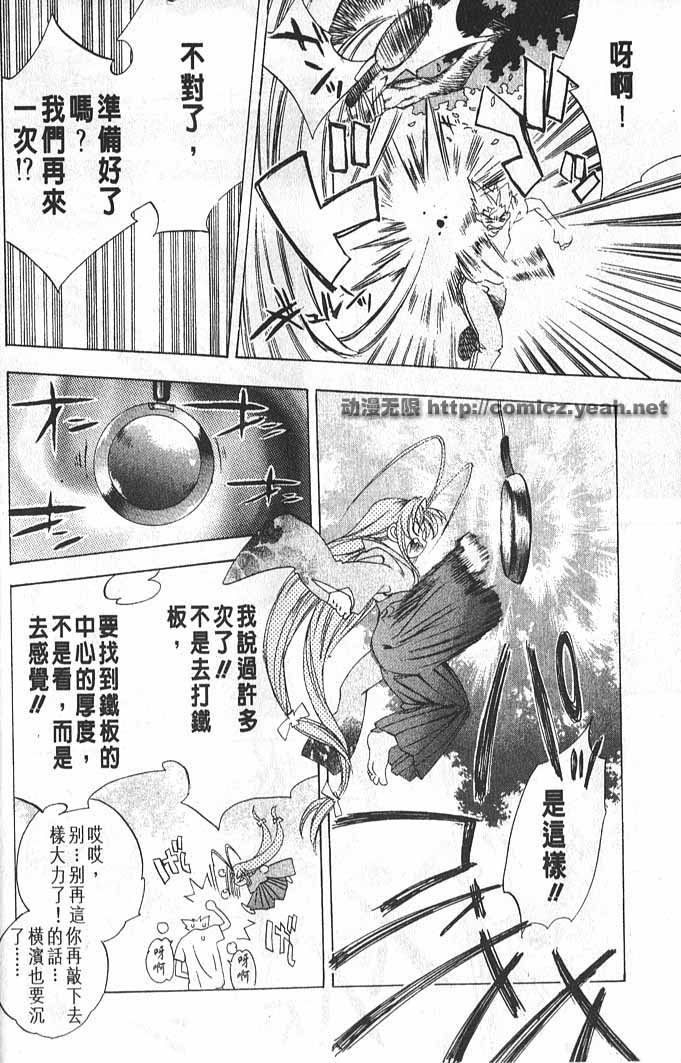 呀啊！
不對了，
準備好了
嗎？
我們再來
一次!?
动漫无限 http://comicz.yean.net
是這樣!!
我說過許多
次了!!
不是去打鐵
板，
要找到鐵板的
中心的厚度，
不是看，而是
去感覺!!
呀啊
呀啊
哎哎，
別…別再這
樣大力了！
你再敲下去
的話…
橫濱也要沉
了……